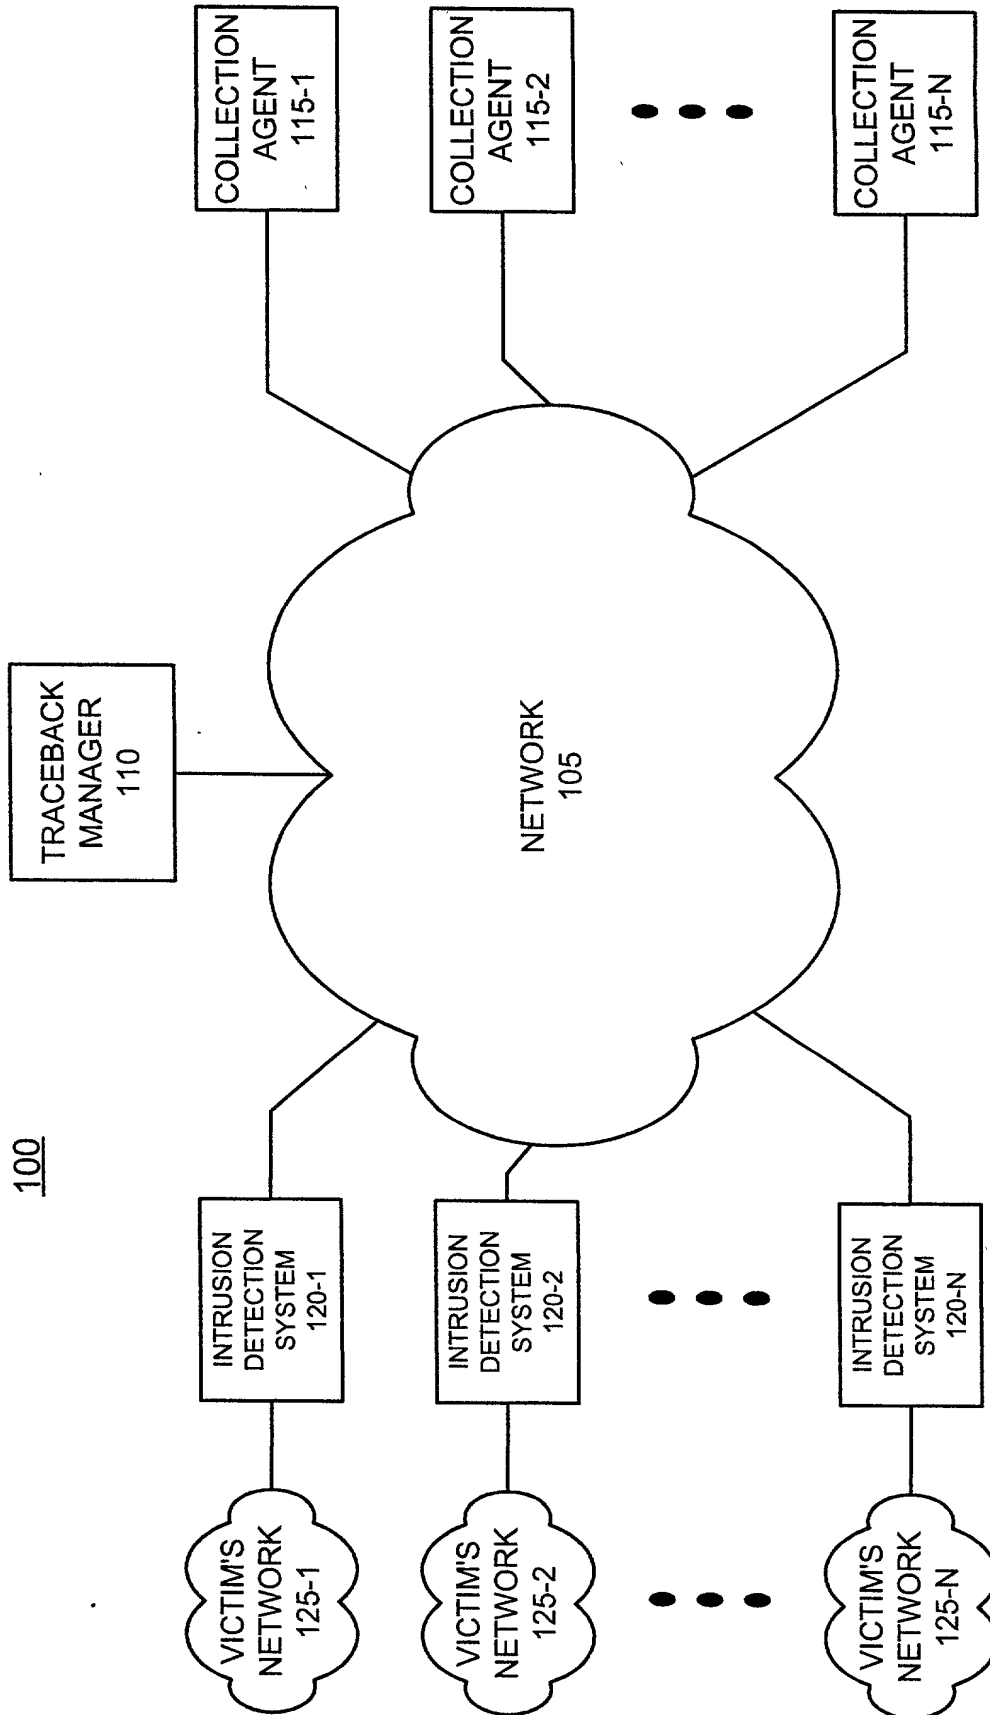 100
TRACEBACK
MANAGER
110
VICTIM'S
NETWORK
125-1
INTRUSION
DETECTION
SYSTEM
120-1
COLLECTION
AGENT
115-1
VICTIM'S
NETWORK
125-2
INTRUSION
DETECTION
SYSTEM
120-2
NETWORK
105
COLLECTION
AGENT
115-2
VICTIM'S
NETWORK
125-N
INTRUSION
DETECTION
SYSTEM
120-N
COLLECTION
AGENT
115-N